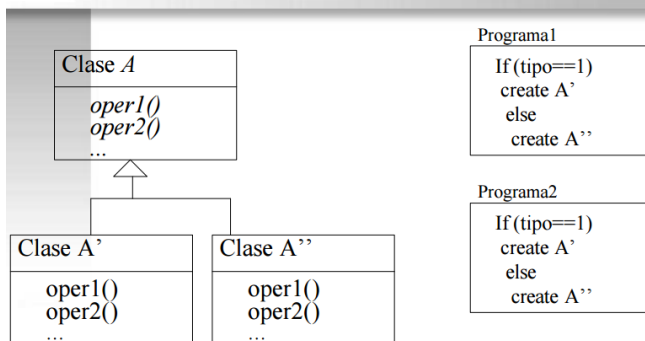 Clase A
oper1()
oper2()
...
Clase A’
oper1()
oper2()
...
Clase A’’
oper1()
oper2()
...
Programa1
If (tipo==1)
create A’
else
create A’’
Programa2
If (tipo==1)
create A’
else
create A’’